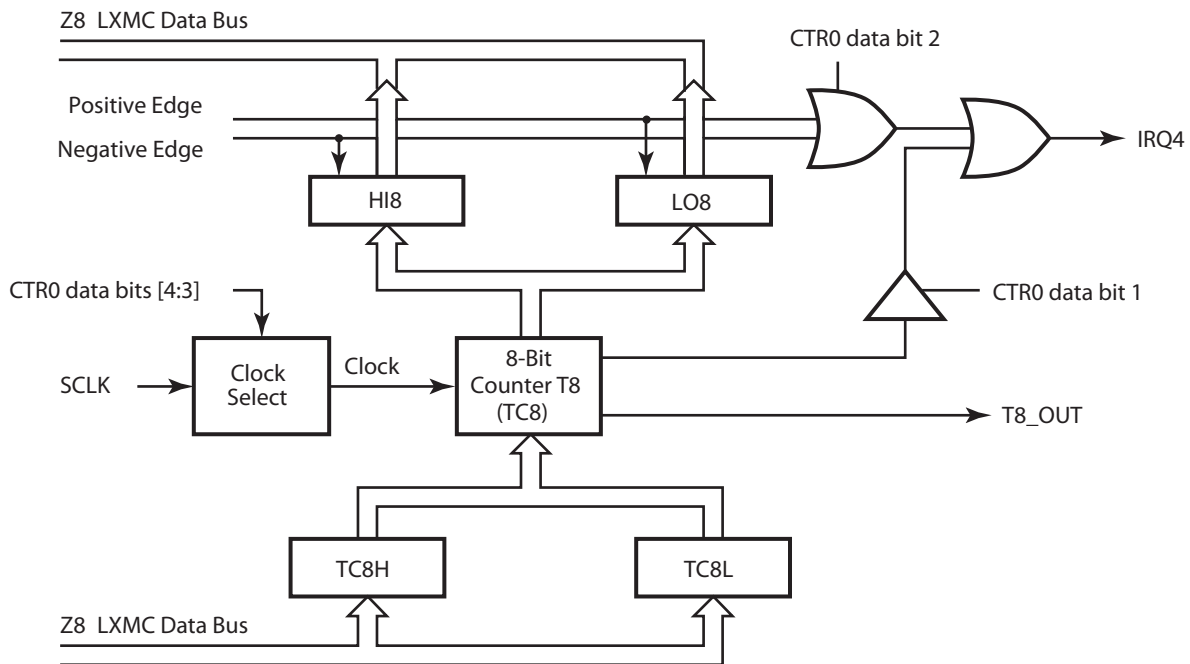 Z8 LXMC Data Bus
CTR0 data bit 2
Positive Edge
Negative Edge
IRQ4
HI8
LO8
CTR0 data bits [4:3]
CTR0 data bit 1
SCLK
Clock
Select
Clock
8-Bit
Counter T8
(TC8)
T8_OUT
TC8H
TC8L
Z8 LXMC Data Bus